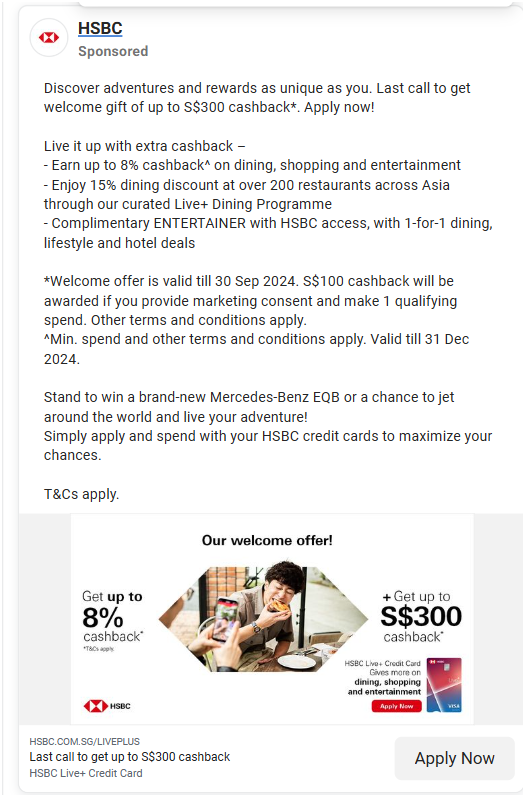 HSBC
Sponsored
Discover adventures and rewards as unique as you. Last call to get
welcome gift of up to S$300 cashback*. Apply now!
Live it up with extra cashback –
- Earn up to 8% cashback^ on dining, shopping and entertainment
- Enjoy 15% dining discount at over 200 restaurants across Asia
through our curated Live+ Dining Programme
- Complimentary ENTERTAINER with HSBC access, with 1-for-1 dining,
lifestyle and hotel deals
*Welcome offer is valid till 30 Sep 2024. S$100 cashback will be
awarded if you provide marketing consent and make 1 qualifying
spend. Other terms and conditions apply.
^Min. spend and other terms and conditions apply. Valid till 31 Dec
2024.
Stand to win a brand-new Mercedes-Benz EQB or a chance to jet
around the world and live your adventure!
Simply apply and spend with your HSBC credit cards to maximize your
chances.
T&Cs apply.
Our welcome offer!
Get up to
8%
cashback*
*T&Cs apply.
+ Get up to
S$300
cashback*
HSBC Live+ Credit Card
Gives more on
dining, shopping
and entertainment
Apply Now
VISA
HSBC
HSBC.COM.SG/LIVEPLUS
Last call to get up to S$300 cashback
HSBC Live+ Credit Card
Apply Now